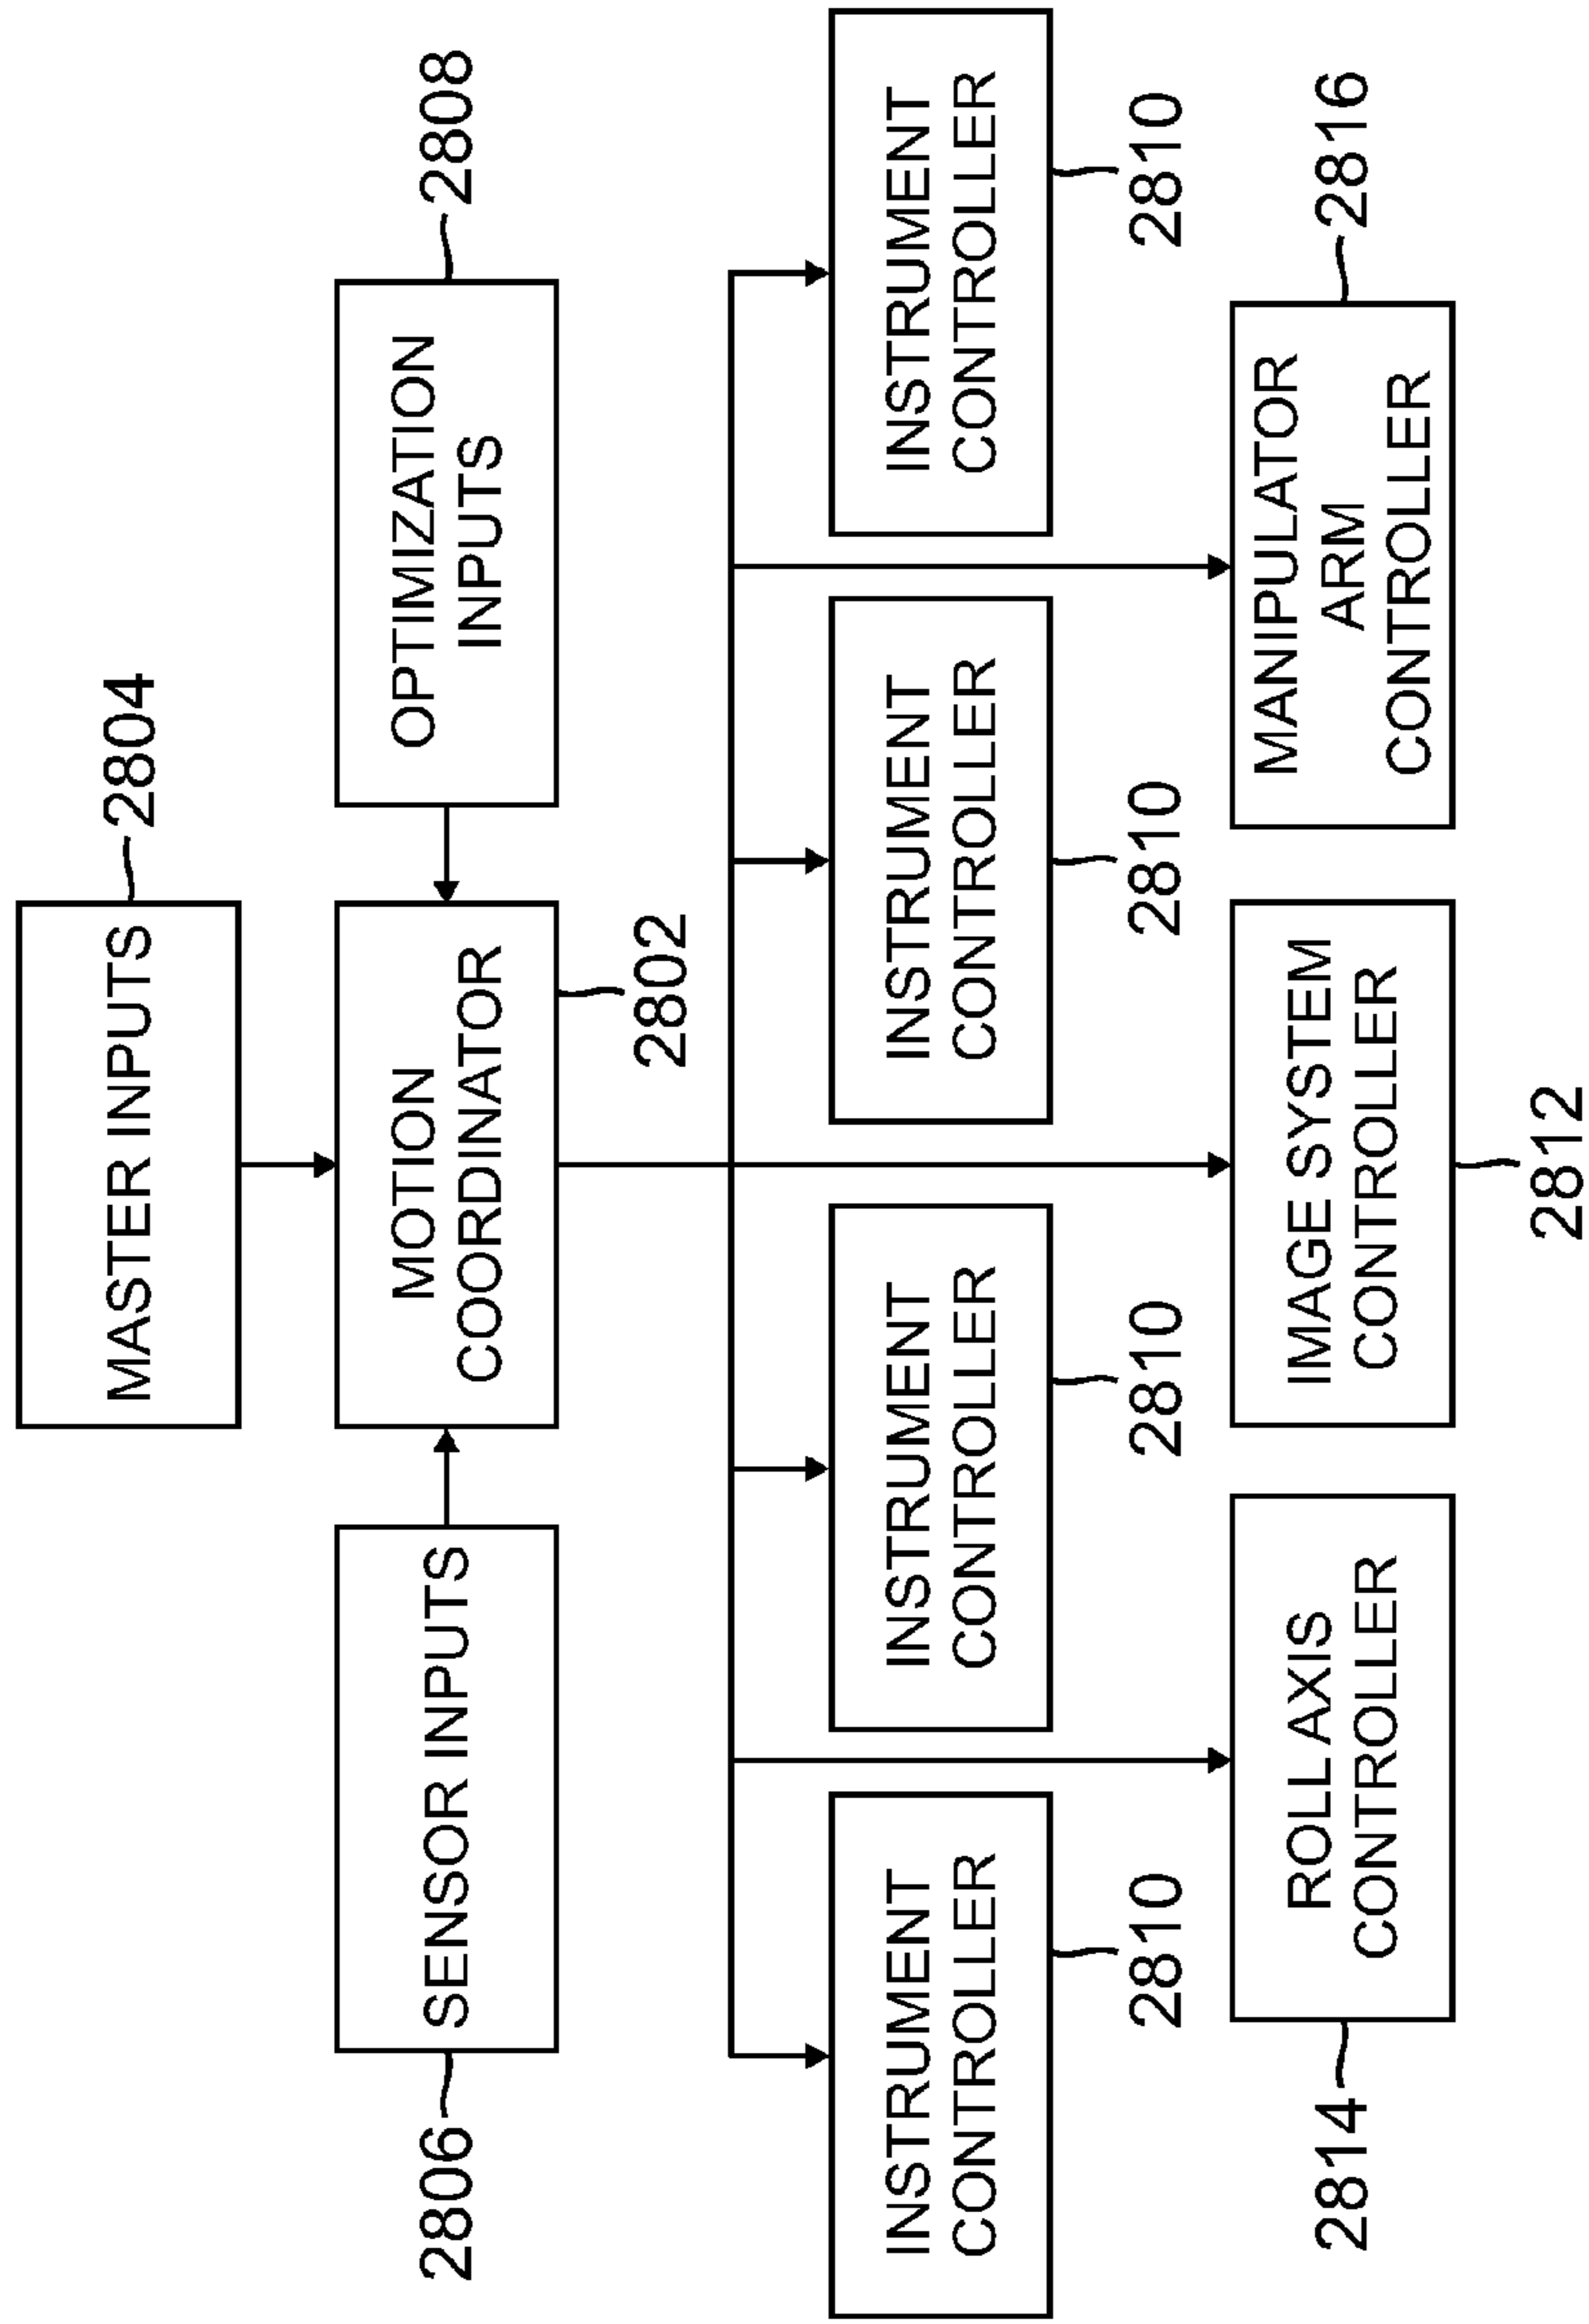 MASTER INPUTS
2804
2806
SENSOR INPUTS
MOTION
COORDINATOR
2802
OPTIMIZATION
INPUTS
2808
INSTRUMENT
CONTROLLER
2810
INSTRUMENT
CONTROLLER
2810
INSTRUMENT
CONTROLLER
2810
INSTRUMENT
CONTROLLER
2810
2814
ROLL AXIS
CONTROLLER
IMAGE SYSTEM
CONTROLLER
2812
MANIPULATOR
ARM
CONTROLLER
2816